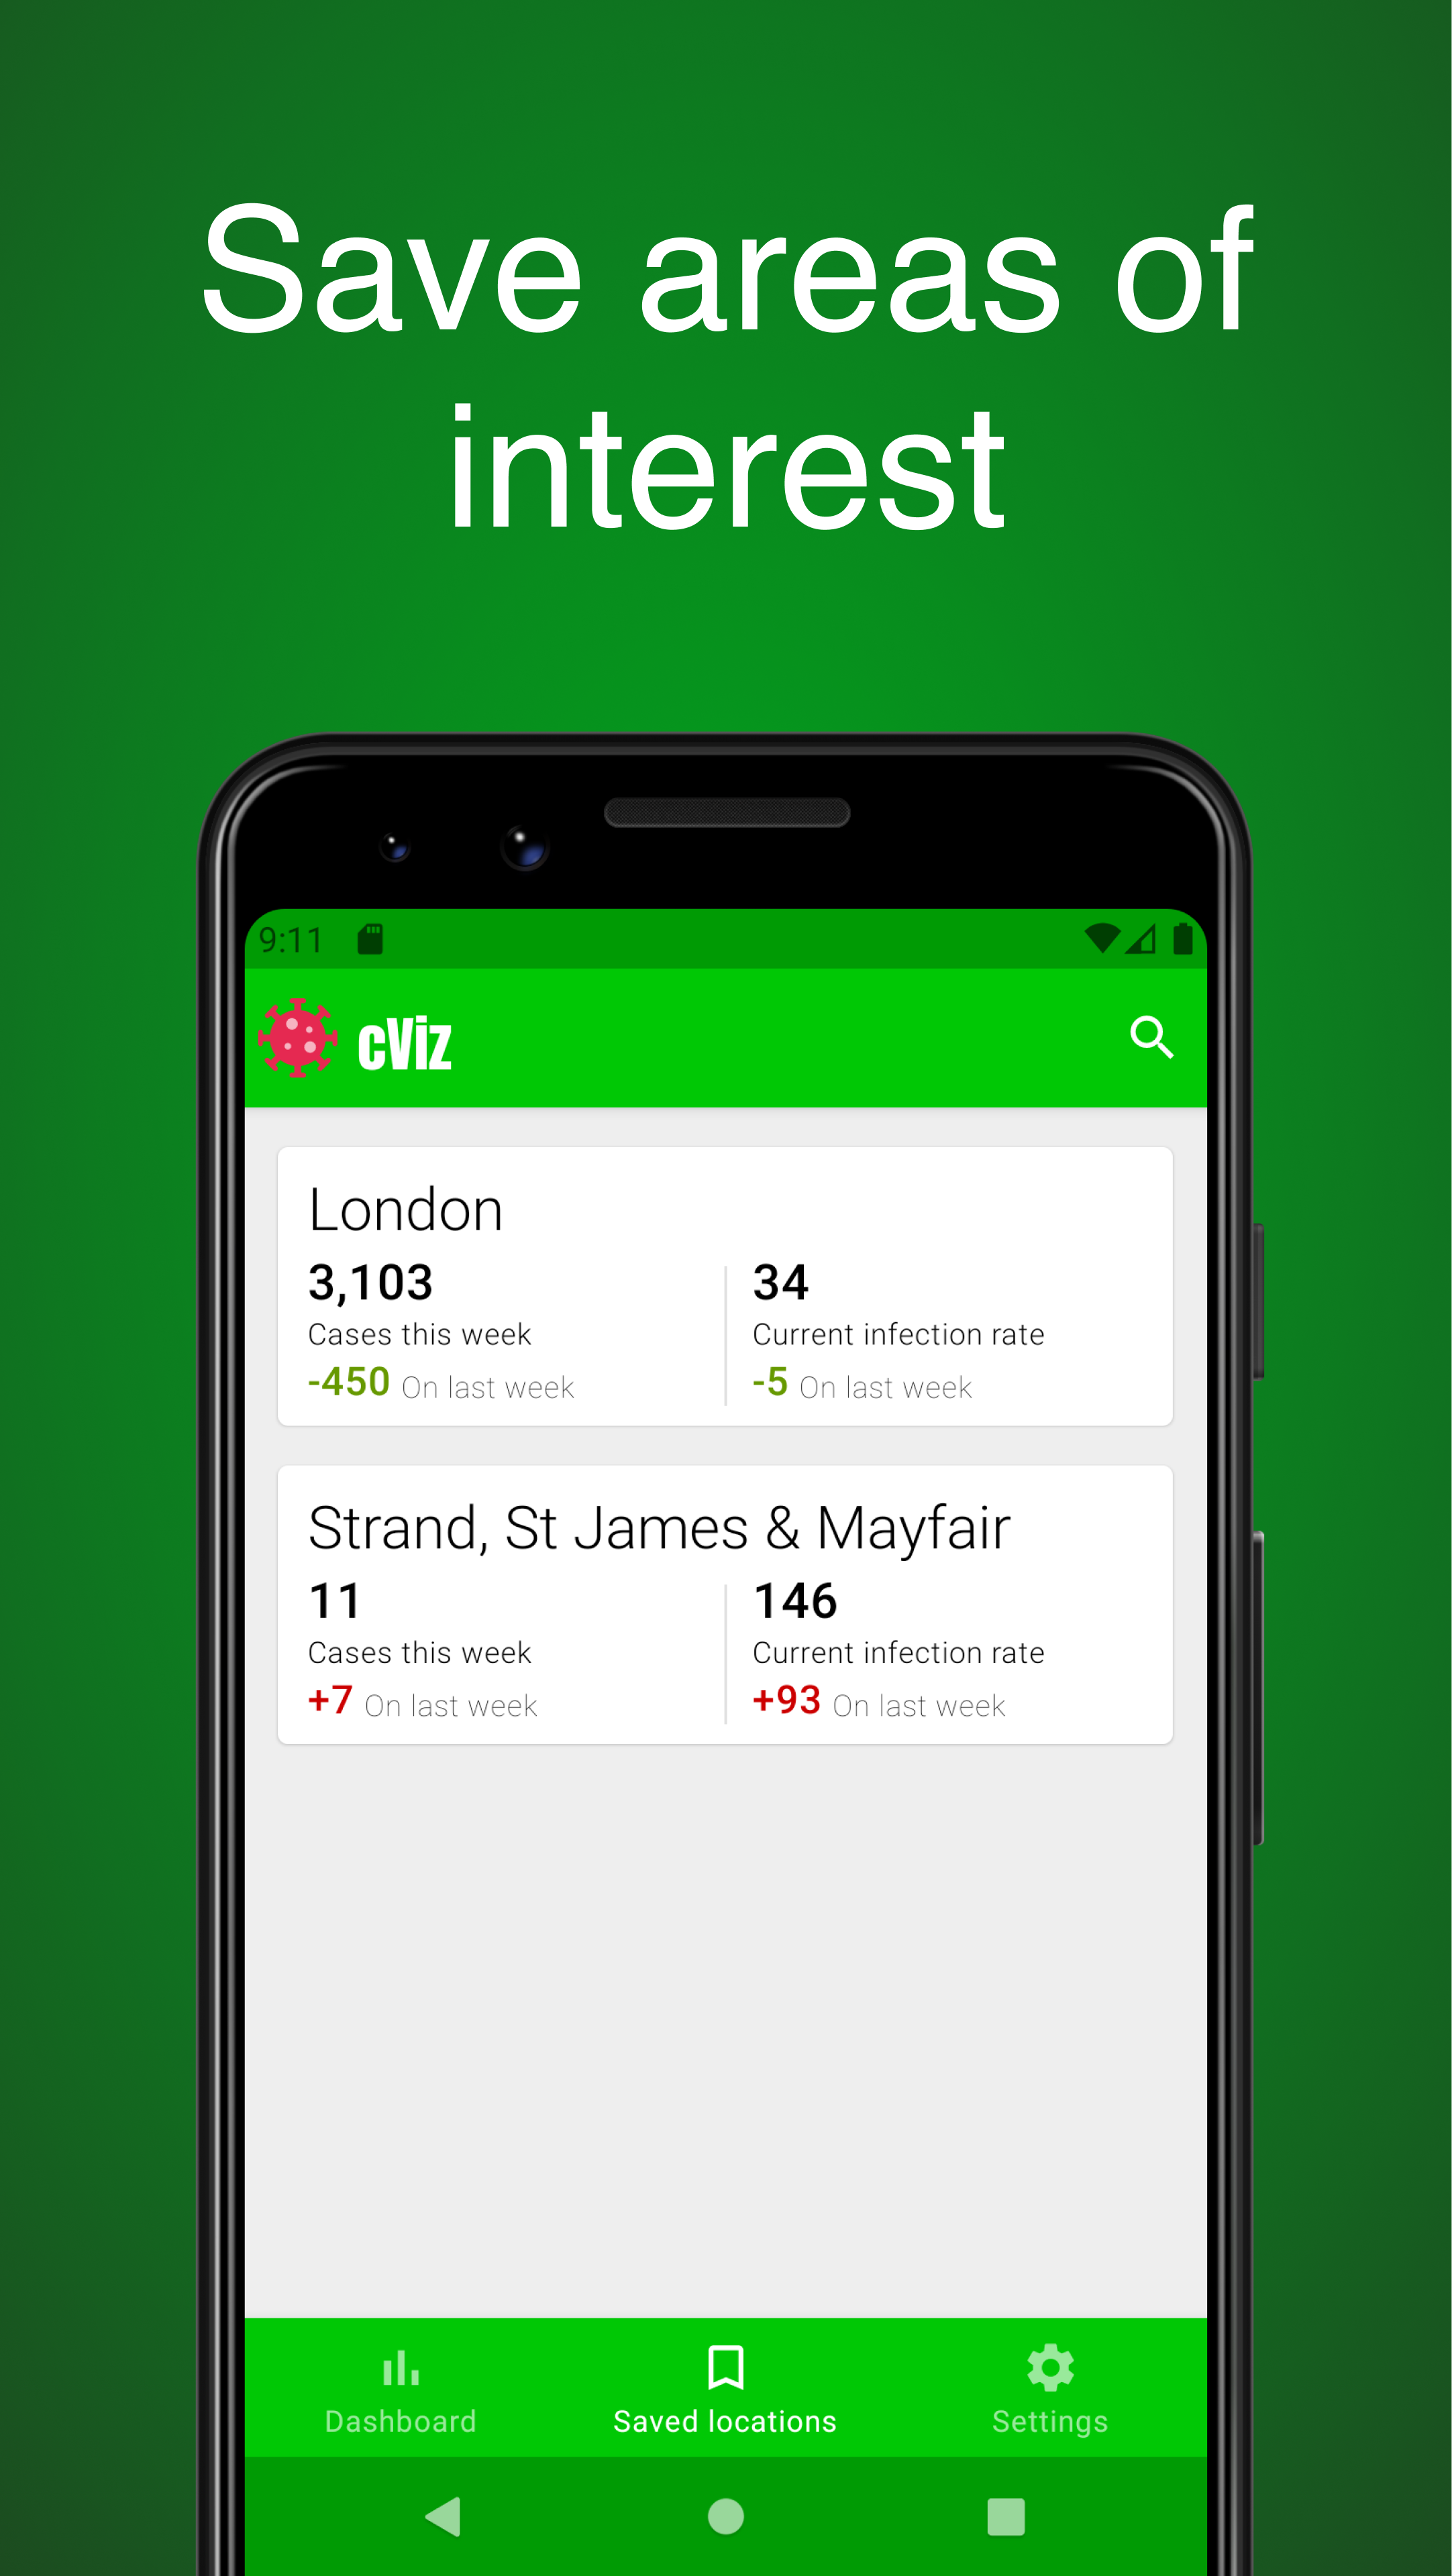 Save areas of
interest
9:11
cViz
London
3,103
Cases this week
-450 On last week
34
Current infection rate
-5 On last week
Strand, St James & Mayfair
11
Cases this week
+7 On last week
146
Current infection rate
+93 On last week
Dashboard
Saved locations
Settings